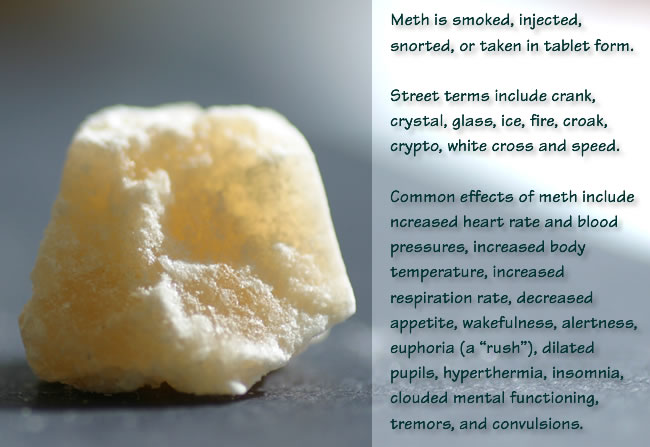 Meth is smoked, injected,
snorted, or taken in tablet form.
Street terms include crank,
crystal, glass, ice, fire, croak,
crypto, white cross and speed.
Common effects of meth include
ncreased heart rate and blood
pressures, increased body
temperature, increased
respiration rate, decreased
appetite, wakefulness, alertness,
euphoria (a “rush”), dilated
pupils, hyperthermia, insomnia,
clouded mental functioning,
tremors, and convulsions.